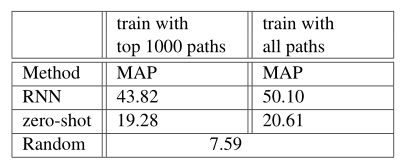 train with train with
top 1000 paths all paths
Method MAP MAP
RNN 43.82 50.10
zero-shot 19.28 20.61
Random 7.59